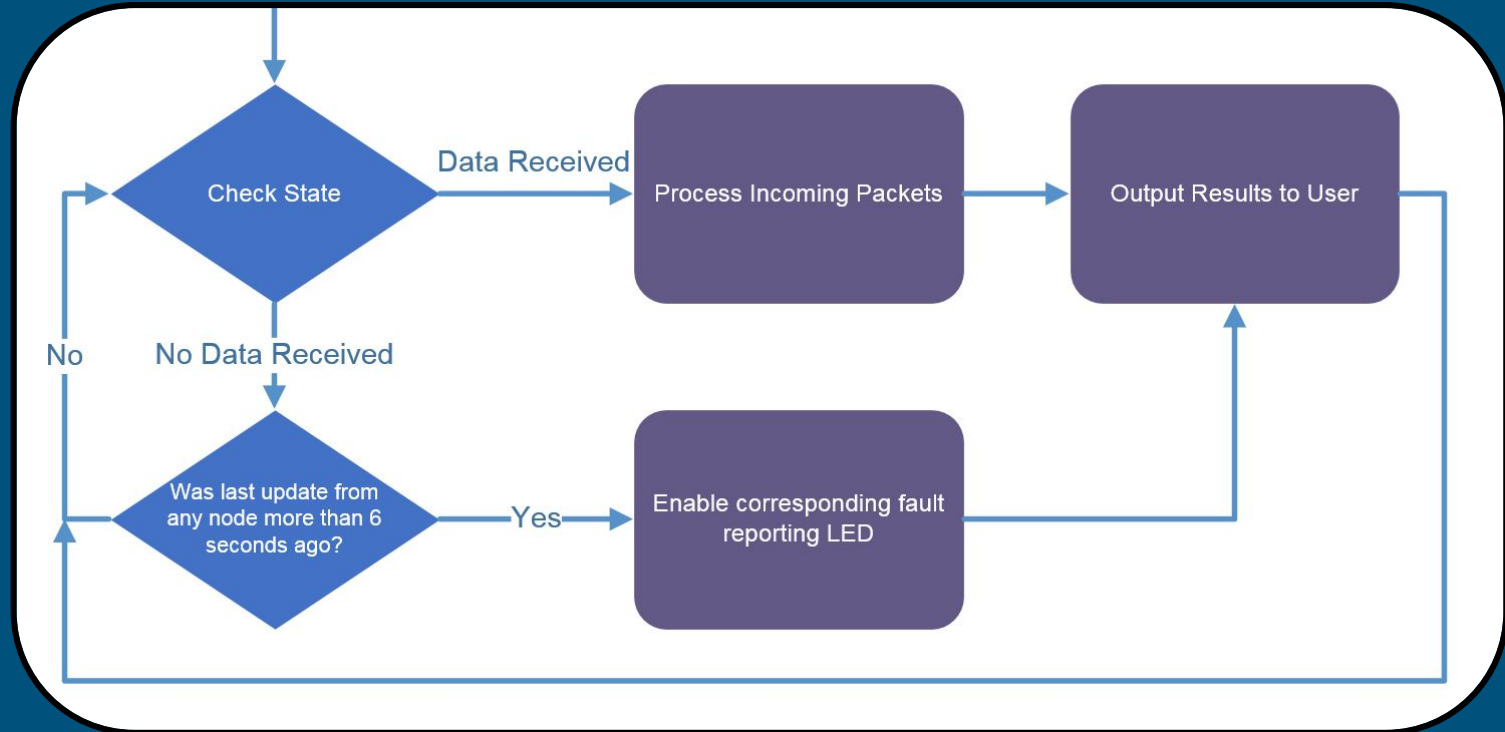 Data Received
Check State
Process Incoming Packets
Output Results to User
No
No Data Received
Was last update from
any node more than 6
seconds ago?
Yes
Enable corresponding fault
reporting LED